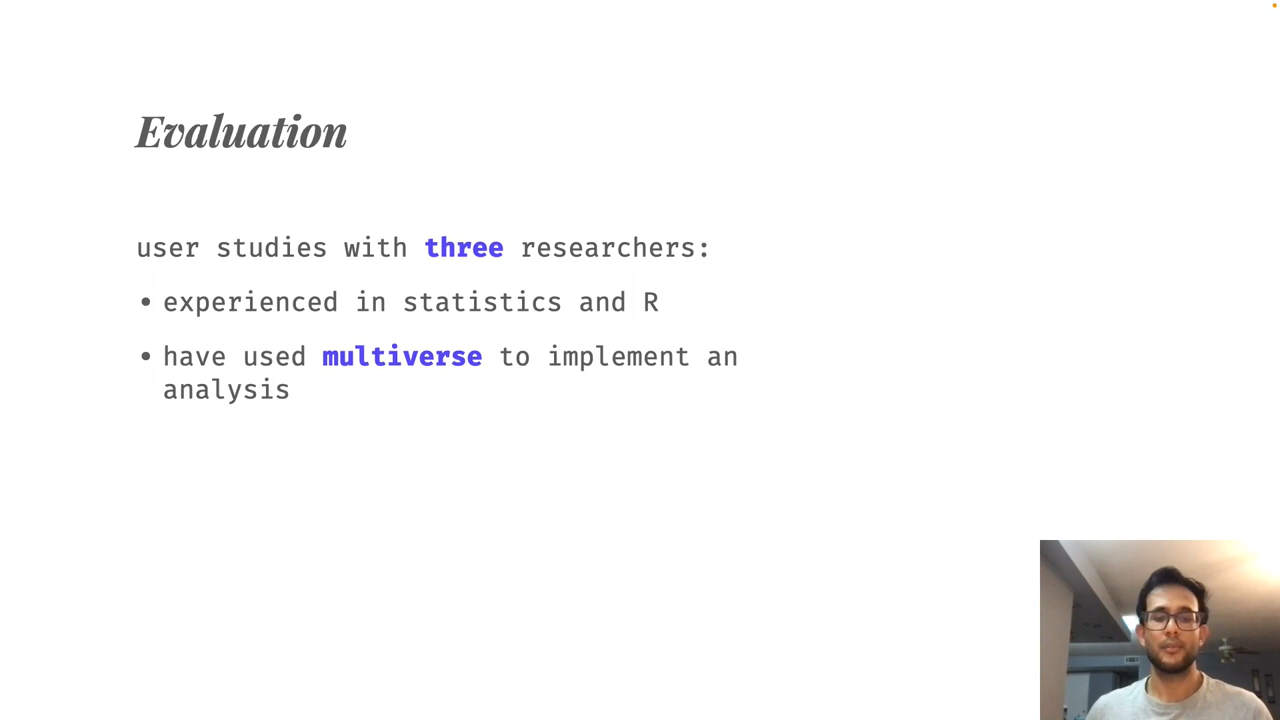 Evaluation
user studies with three researchers:
• experienced in statistics and R
• have used multiverse to implement an
analysis